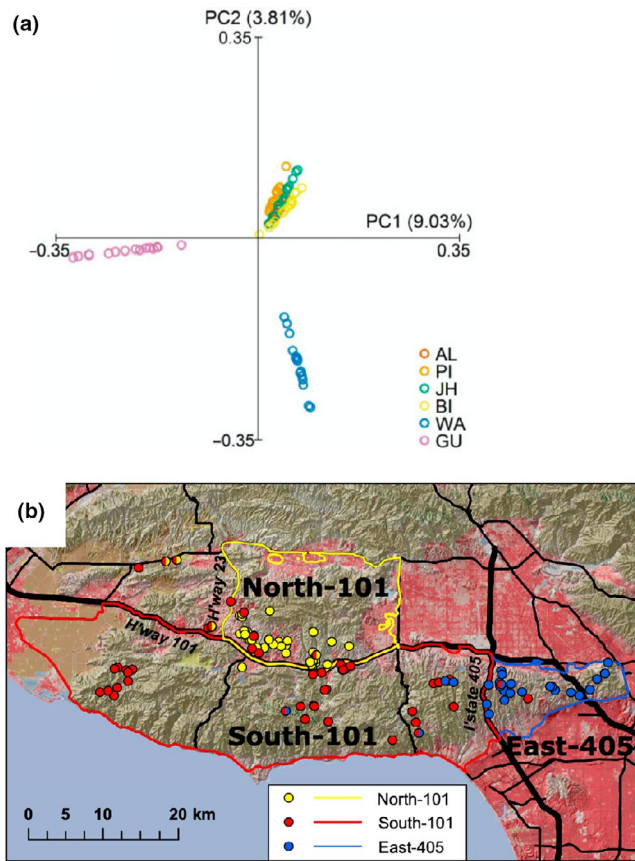 (a)
PC2 (3.81%)
0.35
PC1 (9.03%)
−0.35
0.35
AL
PI
JH
BI
WA
GU
−0.35
(b)
H'way 23
North-101
H'way 101
I'state 405
South-101
East-405
0 5 10 20 km
North-101
South-101
East-405